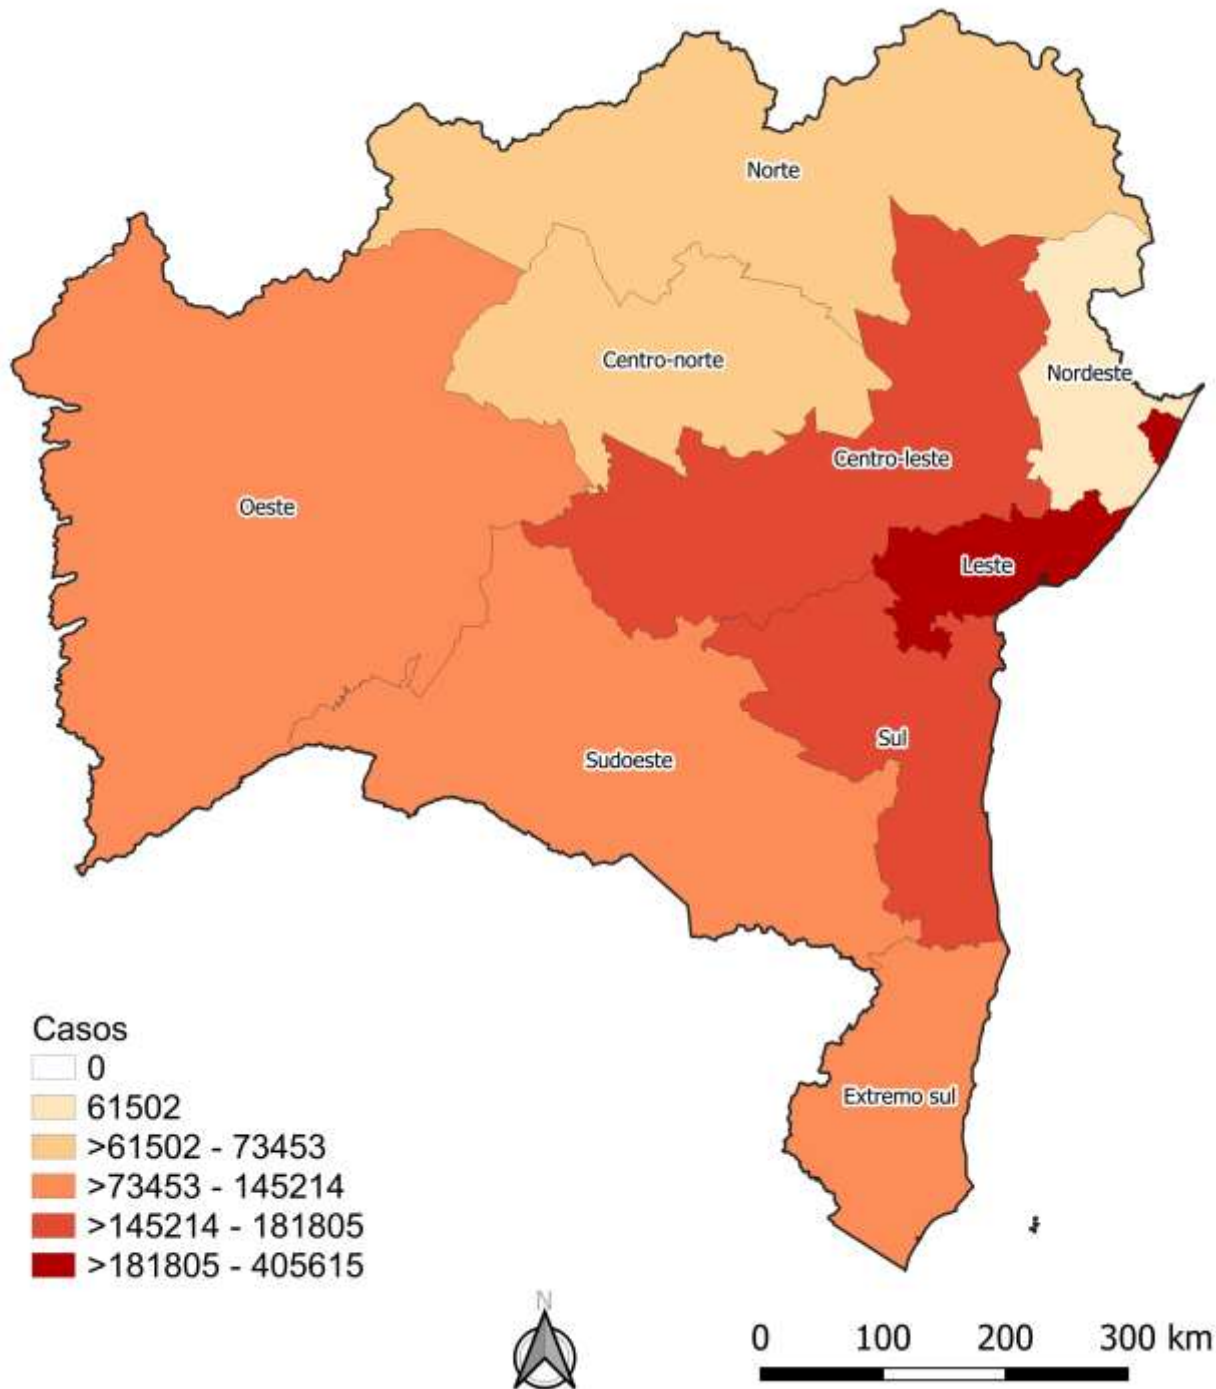 Norte
Centro-norte
Nordeste
Centro-leste
Oeste
Leste
Sul
Sudoeste
Extremo sul
Casos
0
61502
>61502 - 73453
>73453 - 145214
>145214 - 181805
>181805 - 405615
N
0 100 200 300 km